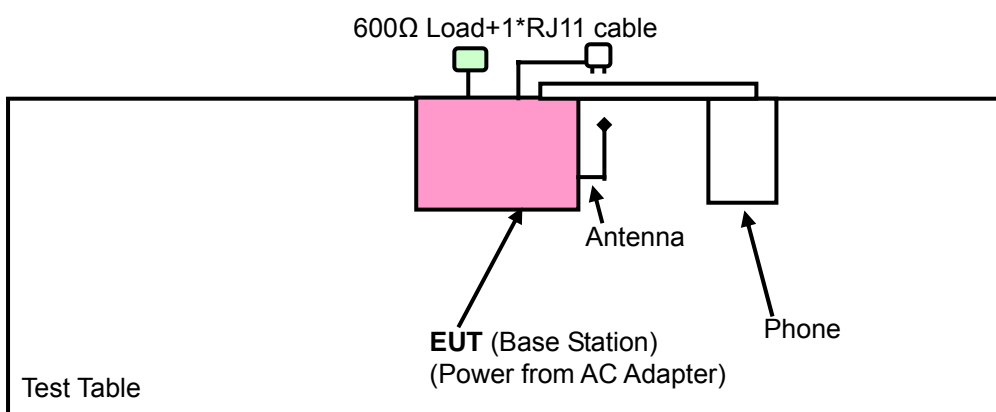 600Ω Load+1*RJ11 cable
Antenna
Phone
EUT (Base Station)
(Power from AC Adapter)
Test Table